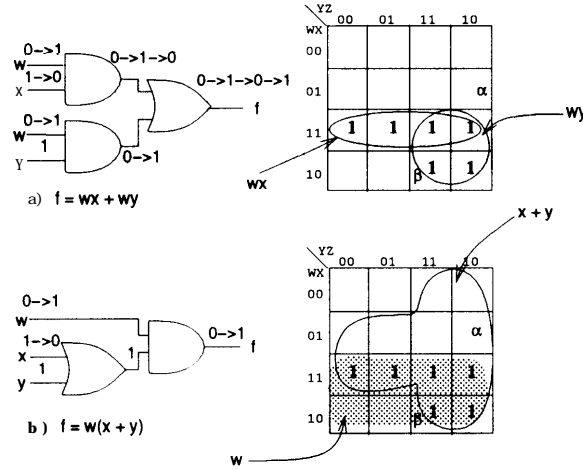 0->1
w
1->0
x
0->1->0
0->1->0->1
f
0->1
w
1
Y
0->1
a) f = wx + wy
YZ
WX
00 01 11 10
00
01 α
11 1 1 1 1
10 β 1 1
wx
wy
0->1
w
1->0
x
1
y
1
0->1
f
b) f = w(x + y)
YZ
WX
00 01 11 10
00
01 α
11 1 1 1 1
10 β 1 1
x + y
w